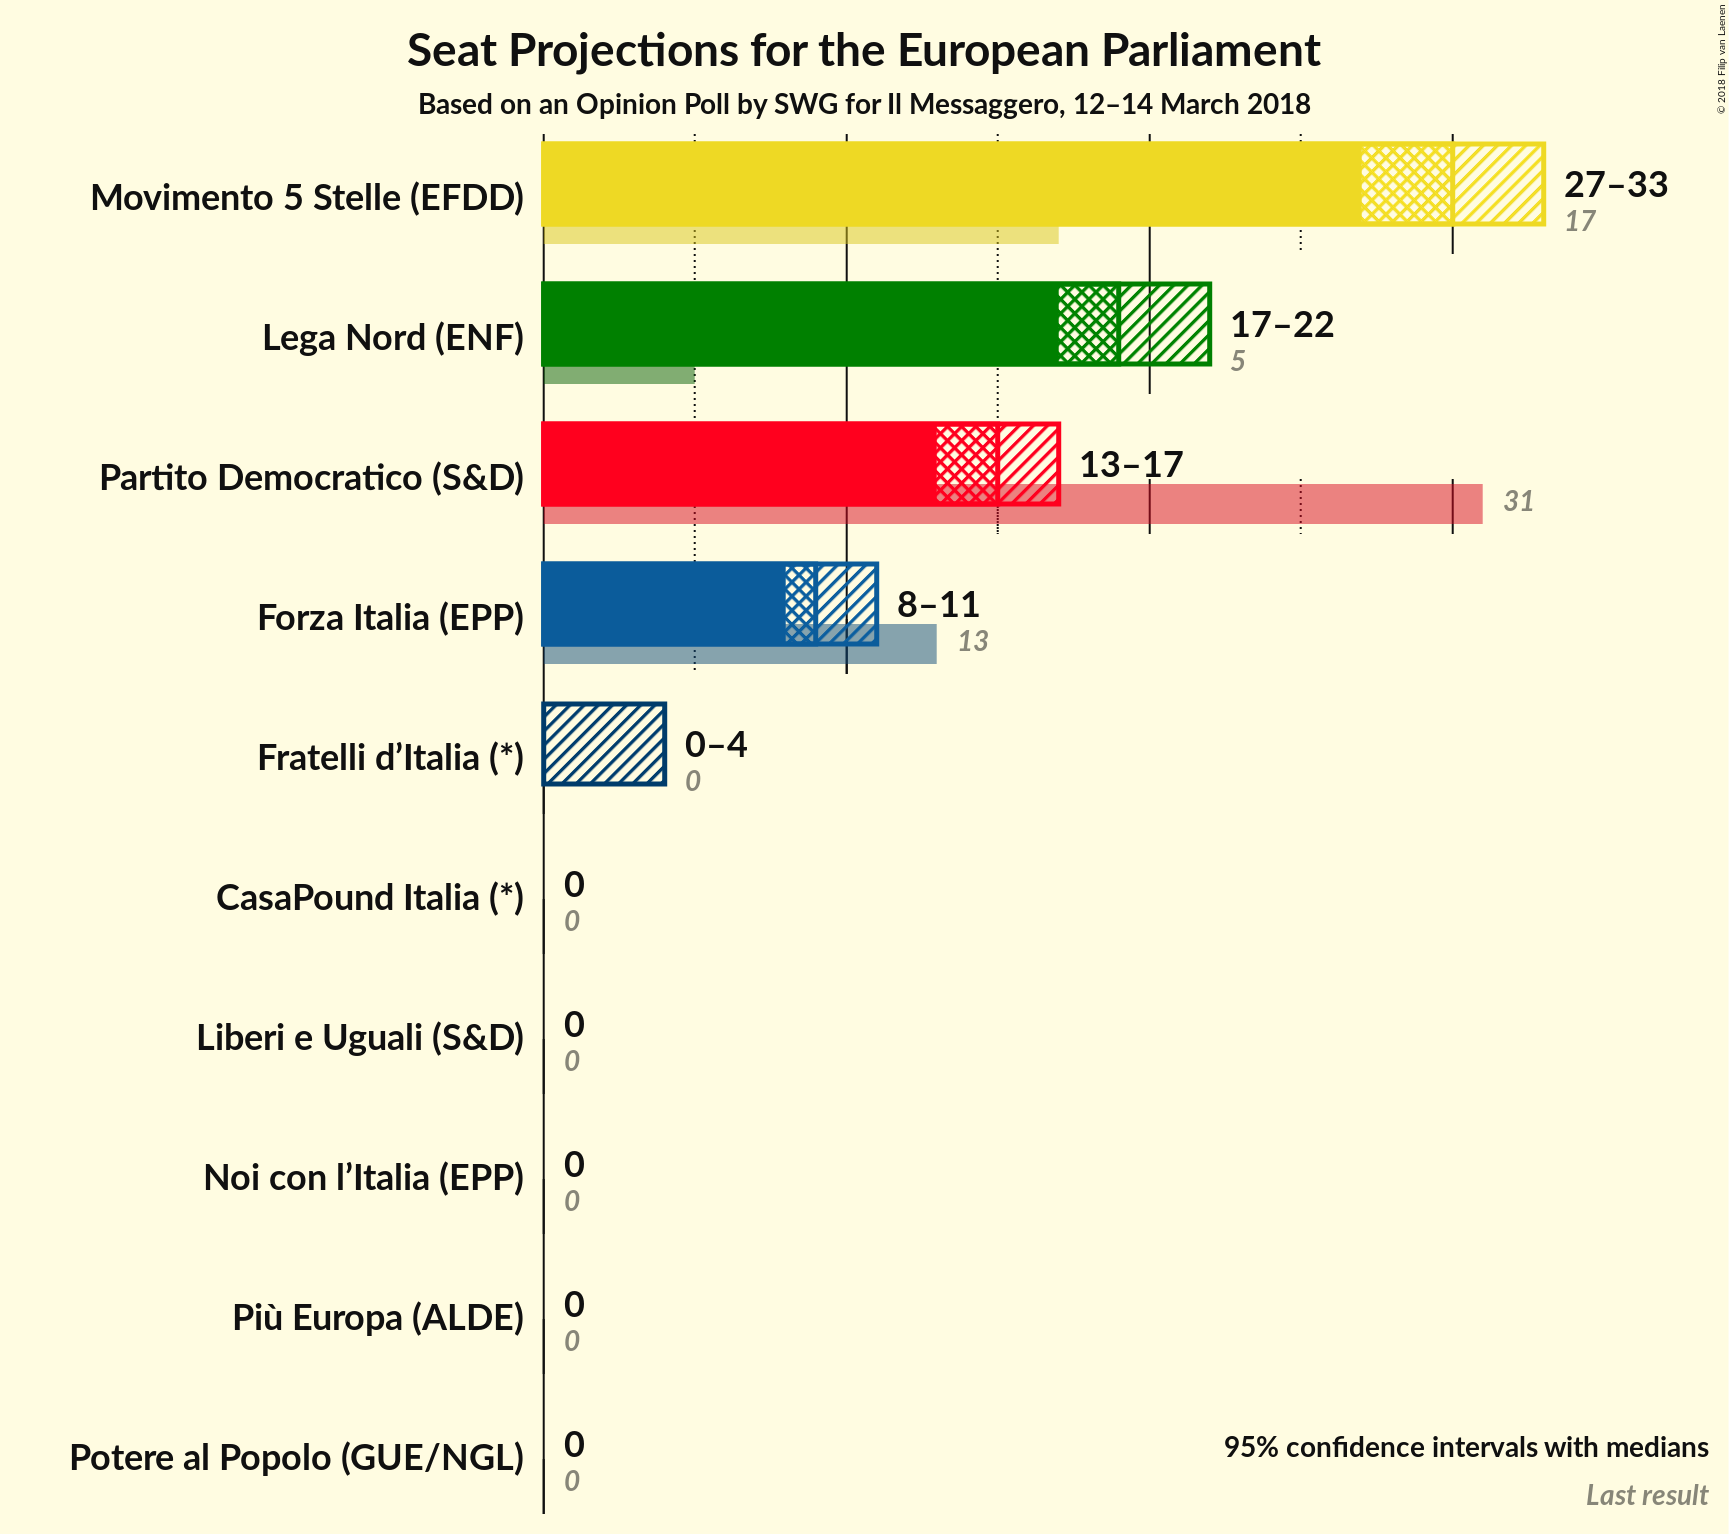 Seat Projections for the European Parliament
Based on an Opinion Poll by SWG for Il Messaggero, 12–14 March 2018
© 2018 Filip van Laenen
Movimento 5 Stelle (EFDD)
27–33
17
Lega Nord (ENF)
17–22
5
Partito Democratico (S&D)
13–17
31
Forza Italia (EPP)
8–11
13
Fratelli d’Italia (*)
0–4
0
CasaPound Italia (*)
0
0
Liberi e Uguali (S&D)
0
0
Noi con l’Italia (EPP)
0
0
Più Europa (ALDE)
0
0
Potere al Popolo (GUE/NGL)
0
0
95% confidence intervals with medians
Last result